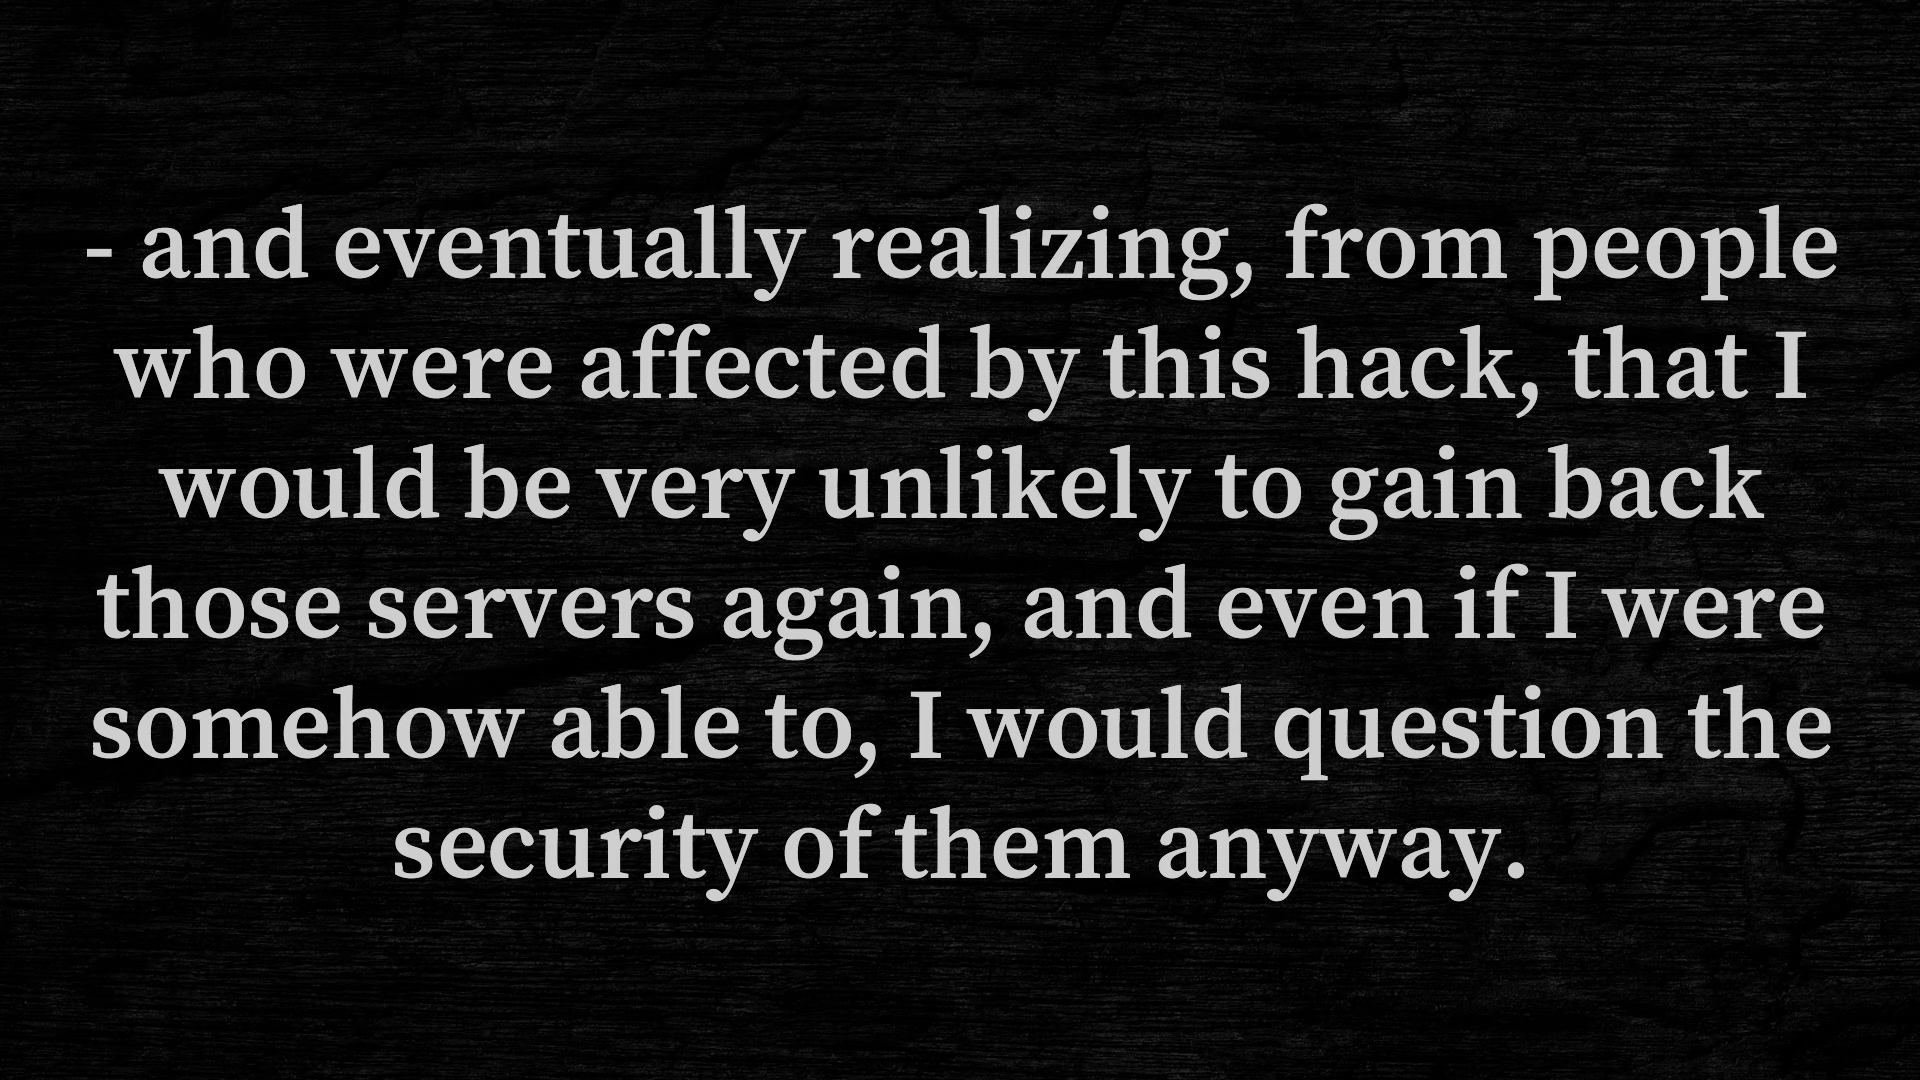 - and eventually realizing, from people
who were affected by this hack, that I
would be very unlikely to gain back
those servers again, and even if I were
somehow able to, I would question the
security of them anyway.